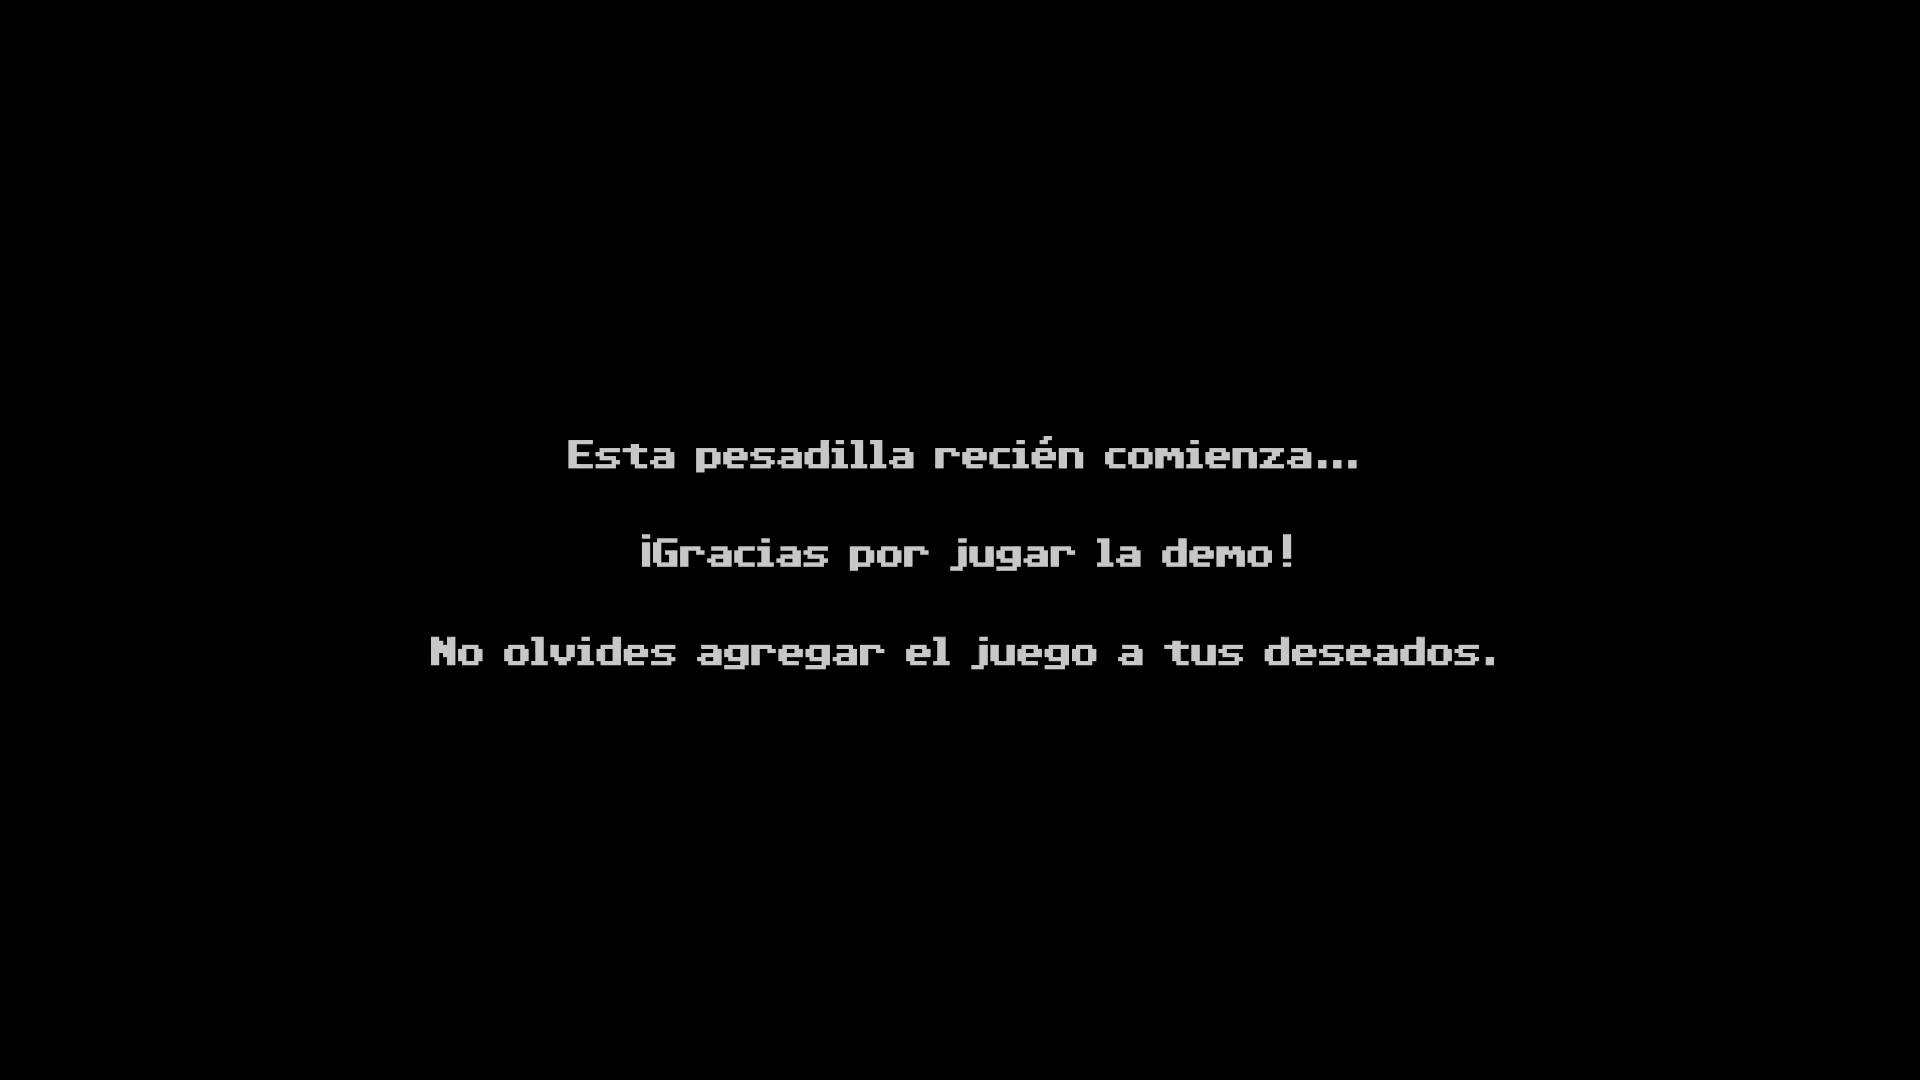 Esta pesadilla recién comienza...
¡Gracias por jugar la demo!
No olvides agregar el juego a tus deseados.